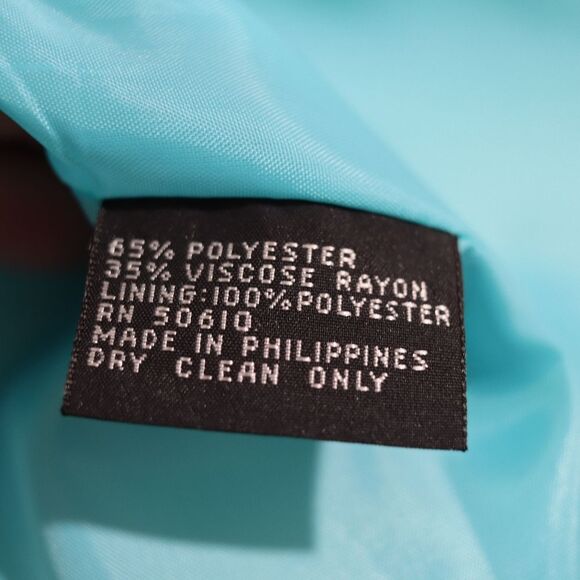 65% POLYESTER
35% VISCOSE RAYON
LINING:100%POLYESTER
RN 50610
MADE IN PHILIPPINES
DRY CLEAN ONLY